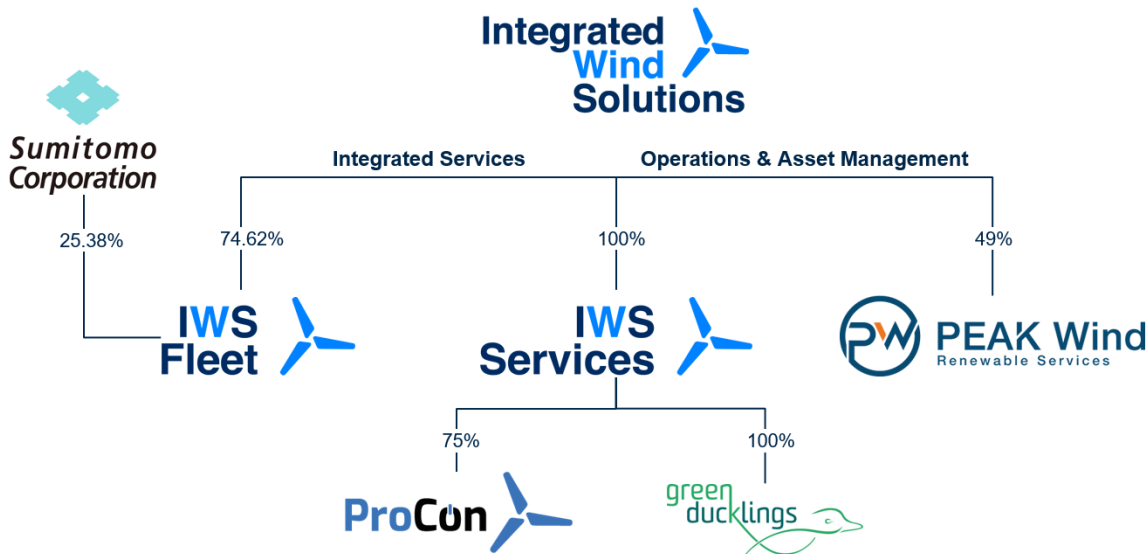 Integrated
Wind
Solutions
Sumitomo
Corporation
Integrated Services
Operations & Asset Management
25.38%
74.62%
100%
49%
IWS
Fleet
IWS
Services
PW
PEAK Wind
Renewable Services
75%
100%
ProCon
green
ducklings